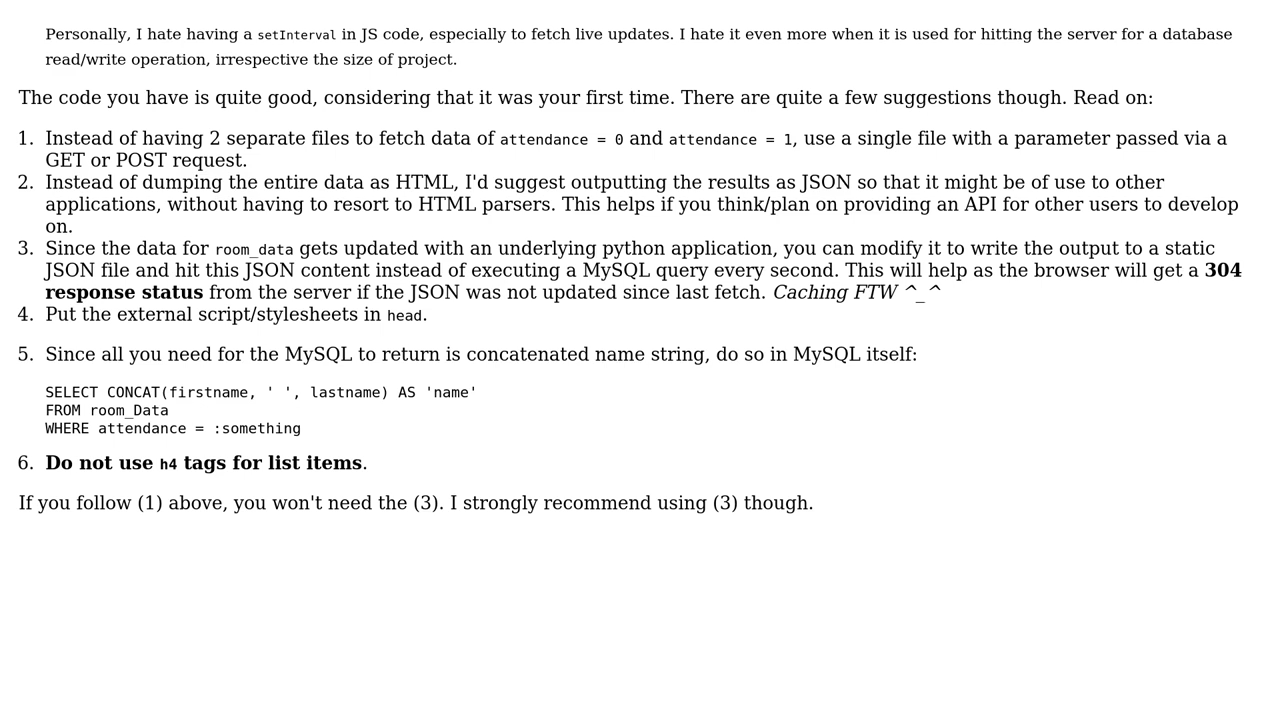 Personally, I hate having a setInterval in JS code, especially to fetch live updates. I hate it even more when it is used for hitting the server for a database
read/write operation, irrespective the size of project.
The code you have is quite good, considering that it was your first time. There are quite a few suggestions though. Read on:
1. Instead of having 2 separate files to fetch data of attendance = 0 and attendance = 1, use a single file with a parameter passed via a
GET or POST request.
2. Instead of dumping the entire data as HTML, I'd suggest outputting the results as JSON so that it might be of use to other
applications, without having to resort to HTML parsers. This helps if you think/plan on providing an API for other users to develop
on.
3. Since the data for room_data gets updated with an underlying python application, you can modify it to write the output to a static
JSON file and hit this JSON content instead of executing a MySQL query every second. This will help as the browser will get a 304
response status from the server if the JSON was not updated since last fetch. Caching FTW ^_^
4. Put the external script/stylesheets in head.
5. Since all you need for the MySQL to return is concatenated name string, do so in MySQL itself:
SELECT CONCAT(firstname, ' ', lastname) AS 'name'
FROM room_Data
WHERE attendance = :something
6. Do not use h4 tags for list items.
If you follow (1) above, you won't need the (3). I strongly recommend using (3) though.